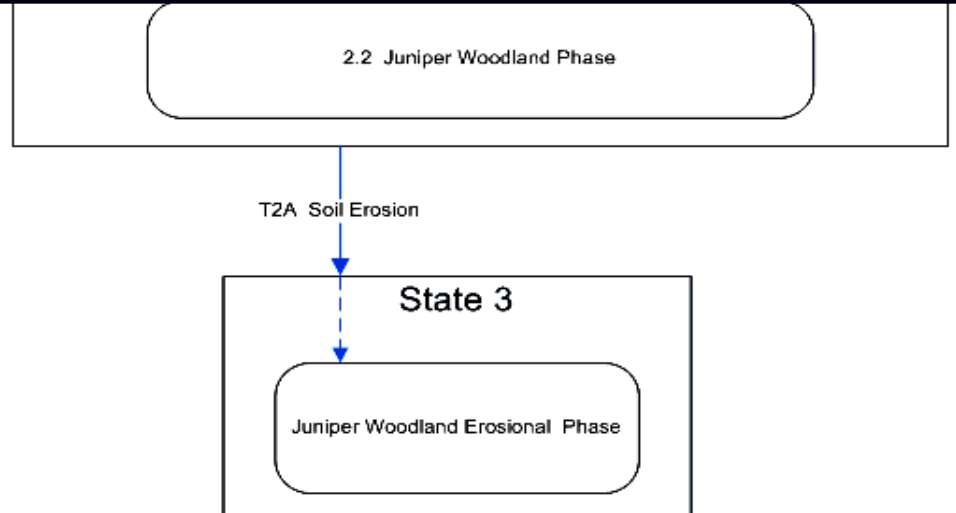 2.2 Juniper Woodland Phase
T2A Soil Erosion
State 3
Juniper Woodland Erosional Phase